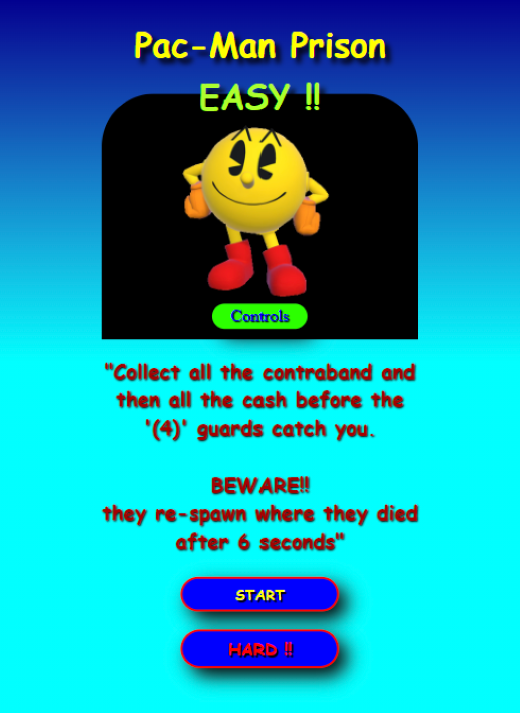 Pac-Man Prison
EASY !!
Controls
"Collect all the contraband and
then all the cash before the
'(4)' guards catch you.
BEWARE!!
they re-spawn where they died
after 6 seconds"
START
HARD !!